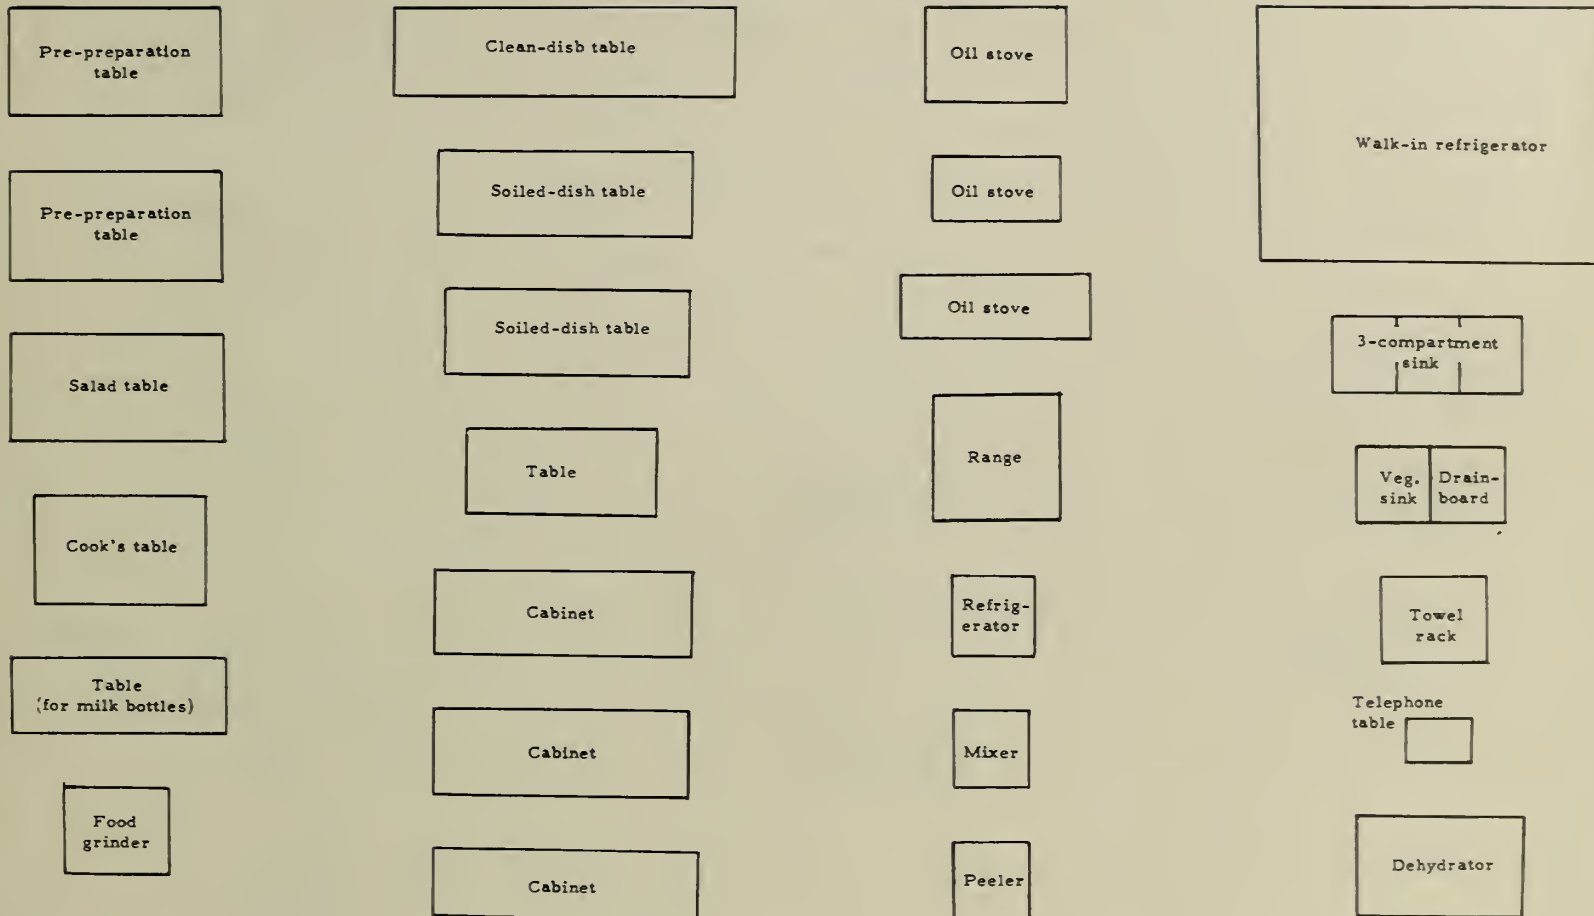 Pre-preparation
table
Pre-preparation
table
Salad table
Cook's table
Table
(for milk bottles)
Food
grinder
Clean-disb table
Soiled-dish table
Soiled-dish table
Table
Cabinet
Cabinet
Cabinet
Oil stove
Oil stove
Oil stove
Range
Refrig-
erator
Mixer
Peeler
Walk-in refrigerator
3-compartment
sink
Veg. Drain-
sink board
Towel
rack
Telephone
table
Dehydrator